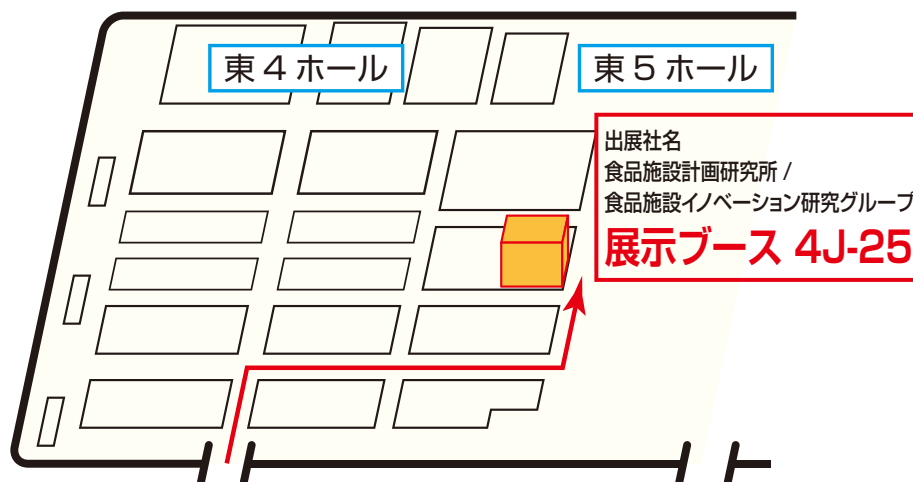 東 4 ホール
東 5 ホール
出展社名
食品施設計画研究所 /
食品施設イノベーション研究グループ
展示ブース 4J-25